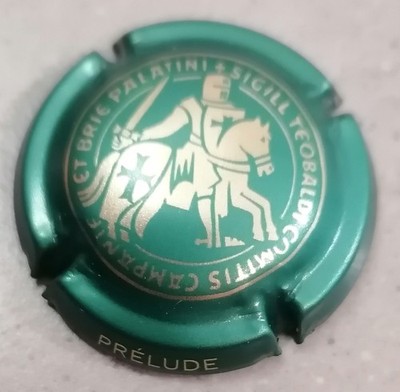 + SIGILL TEOBALDI COMITIS CAMPANIE ET BRIE PALATINI
PRÉLUDE